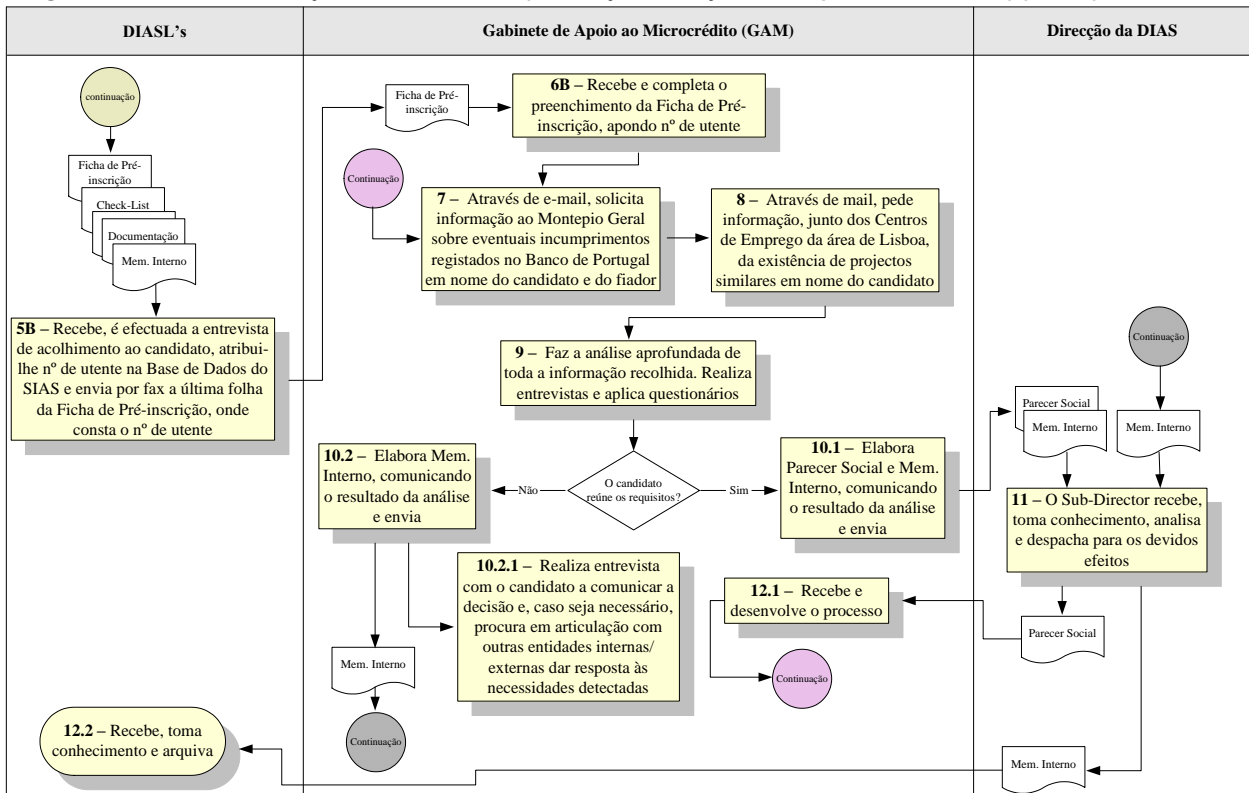 DIASL's
Gabinete de Apoio ao Microcrédito (GAM)
Direcção da DIAS
continuação
Ficha de Pré-
inscrição
Check-List
Documentação
Mem. Interno
5B – Recebe, é efectuada a entrevista
de acolhimento ao candidato, atribui-
lhe nº de utente na Base de Dados do
SIAS e envia por fax a última folha
da Ficha de Pré-inscrição, onde
consta o nº de utente
Ficha de Pré-
inscrição
6B – Recebe e completa o
preenchimento da Ficha de Pré-
inscrição, apondo nº de utente
Continuação
7 – Através de e-mail, solicita
informação ao Montepio Geral
sobre eventuais incumprimentos
registados no Banco de Portugal
em nome do candidato e do fiador
8 – Através de mail, pede
informação, junto dos Centros
de Emprego da área de Lisboa,
da existência de projectos
similares em nome do candidato
9 – Faz a análise aprofundada de
toda a informação recolhida. Realiza
entrevistas e aplica questionários
O candidato
reúne os requisitos?
Não
Sim
10.2 – Elabora Mem.
Interno, comunicando
o resultado da análise
e envia
10.1 – Elabora
Parecer Social e Mem.
Interno, comunicando
o resultado da análise
e envia
10.2.1 – Realiza entrevista
com o candidato a comunicar a
decisão e, caso seja necessário,
procura em articulação com
outras entidades internas/
externas dar resposta às
necessidades detectadas
Mem. Interno
Continuação
12.1 – Recebe e
desenvolve o processo
Continuação
Continuação
Parecer Social
Mem. Interno
Mem. Interno
11 – O Sub-Director recebe,
toma conhecimento, analisa
e despacha para os devidos
efeitos
Parecer Social
Mem. Interno
12.2 – Recebe, toma
conhecimento e arquiva